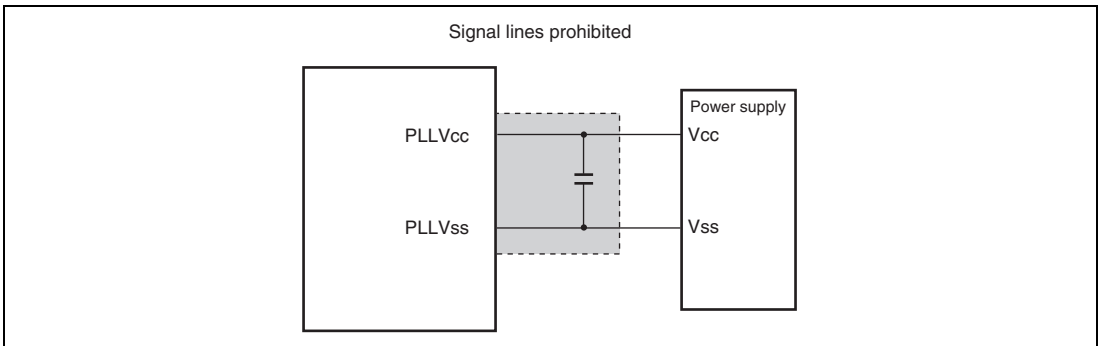 Signal lines prohibited
Power supply
PLLVcc
Vcc
PLLVss
Vss